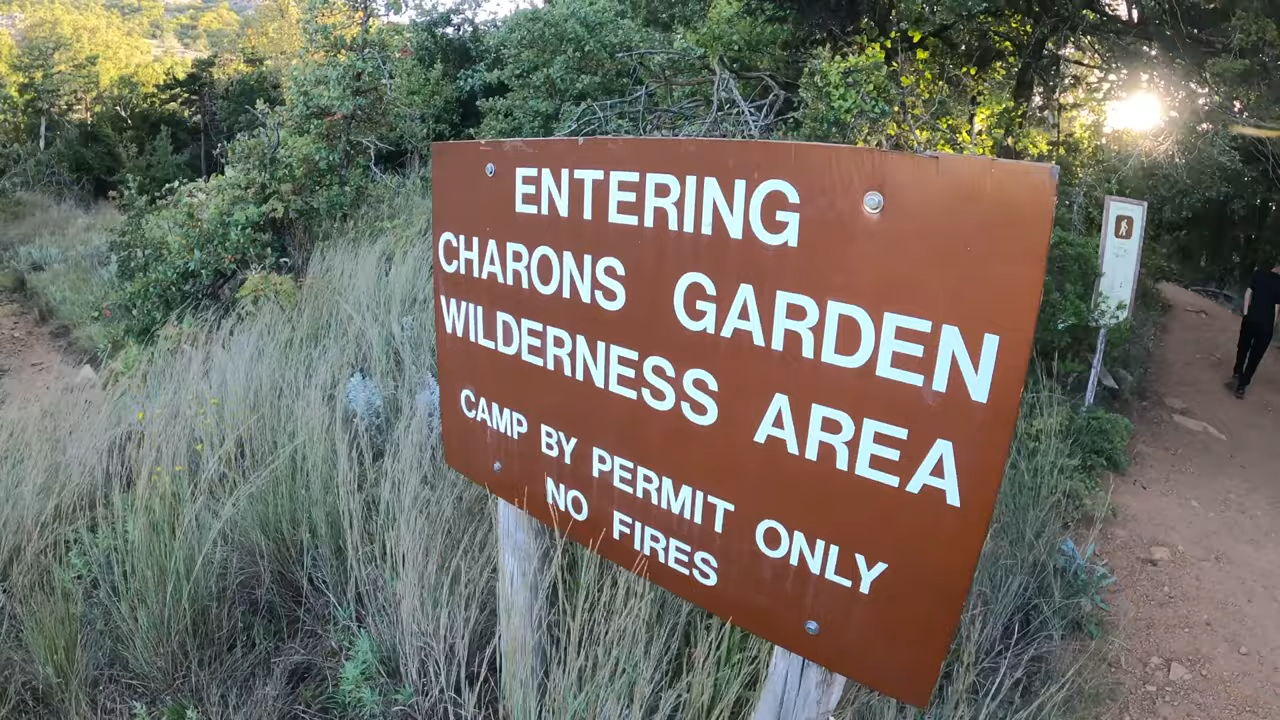 ENTERING
CHARONS GARDEN
WILDERNESS AREA
CAMP BY PERMIT ONLY
NO FIRES